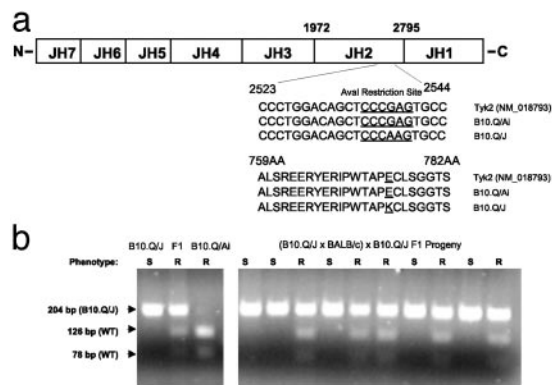 a
1972 2795
N– JH7 JH6 JH5 JH4 JH3 JH2 JH1 –C
AvaI Restriction Site
2523 2544
CCCTGGACAGCTCCCGAGTGCC Tyk2 (NM_018793)
CCCTGGACAGCTCCCGAGTGCC B10.Q/Ai
CCCTGGACAGCTCCCAAGTGCC B10.Q/J
759AA 782AA
ALSREERYERIPWTAPECLSGGTS Tyk2 (NM_018793)
ALSREERYERIPWTAPECLSGGTS B10.Q/Ai
ALSREERYERIPWTAPKCLSGGTS B10.Q/J
b
B10.Q/J F1 B10.Q/Ai (B10.Q/J x BALB/c) x B10.Q/J F1 Progeny
Phenotype: S R R S S R S R R S R S R
204 bp (B10.Q/J)
126 bp (WT)
78 bp (WT)